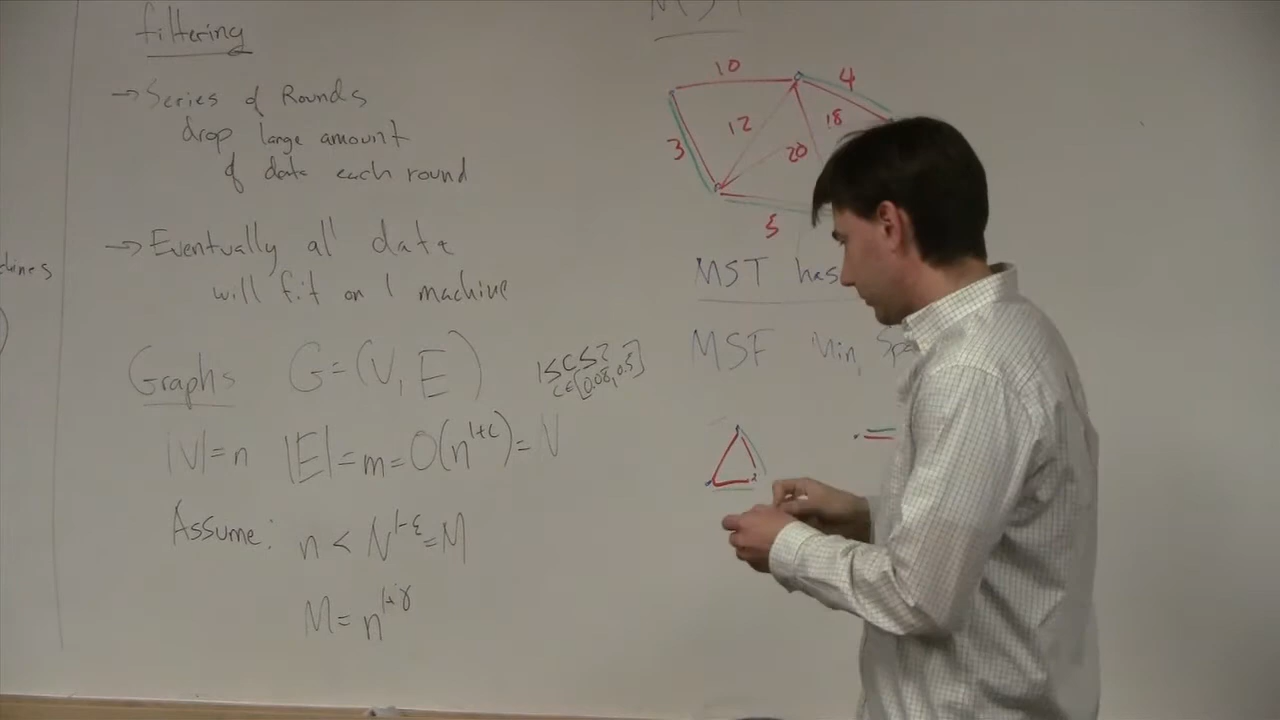 filtering
→ Series of Rounds
drop large amount
of data each round
→ Eventually all data
will fit on 1 machine
Graphs G=(V, E)
1≤C≤2
C∈[0.08, 0.5]
|V|=n |E|=m=O(n^{1+c})=N
Assume: n < N^{1-ε}=M
M=n^{1+γ}
MST
10
4
12
18
3
20
5
MST has
MSF Min, Spa